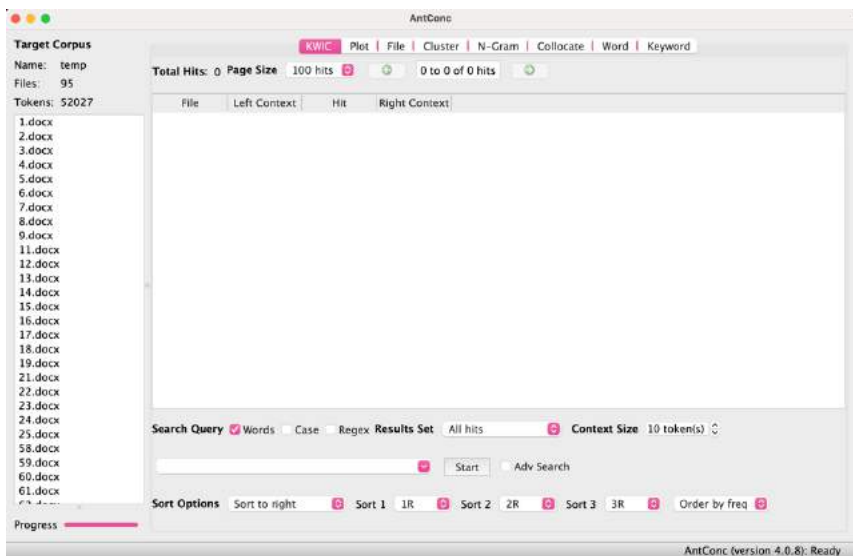 AntConc
Target Corpus
Name: temp
Files: 95
Tokens: 52027
1.docx
2.docx
3.docx
4.docx
5.docx
6.docx
7.docx
8.docx
9.docx
11.docx
12.docx
13.docx
14.docx
15.docx
16.docx
17.docx
18.docx
19.docx
21.docx
22.docx
23.docx
24.docx
25.docx
58.docx
59.docx
60.docx
61.docx
Progress
KWIC Plot File Cluster N-Gram Collocate Word Keyword
Total Hits: 0 Page Size 100 hits 0 to 0 of 0 hits
File Left Context Hit Right Context
Search Query Words Case Regex Results Set All hits Context Size 10 token(s)
Start Adv Search
Sort Options Sort to right Sort 1 1R Sort 2 2R Sort 3 3R Order by freq
AntConc (version 4.0.8): Ready